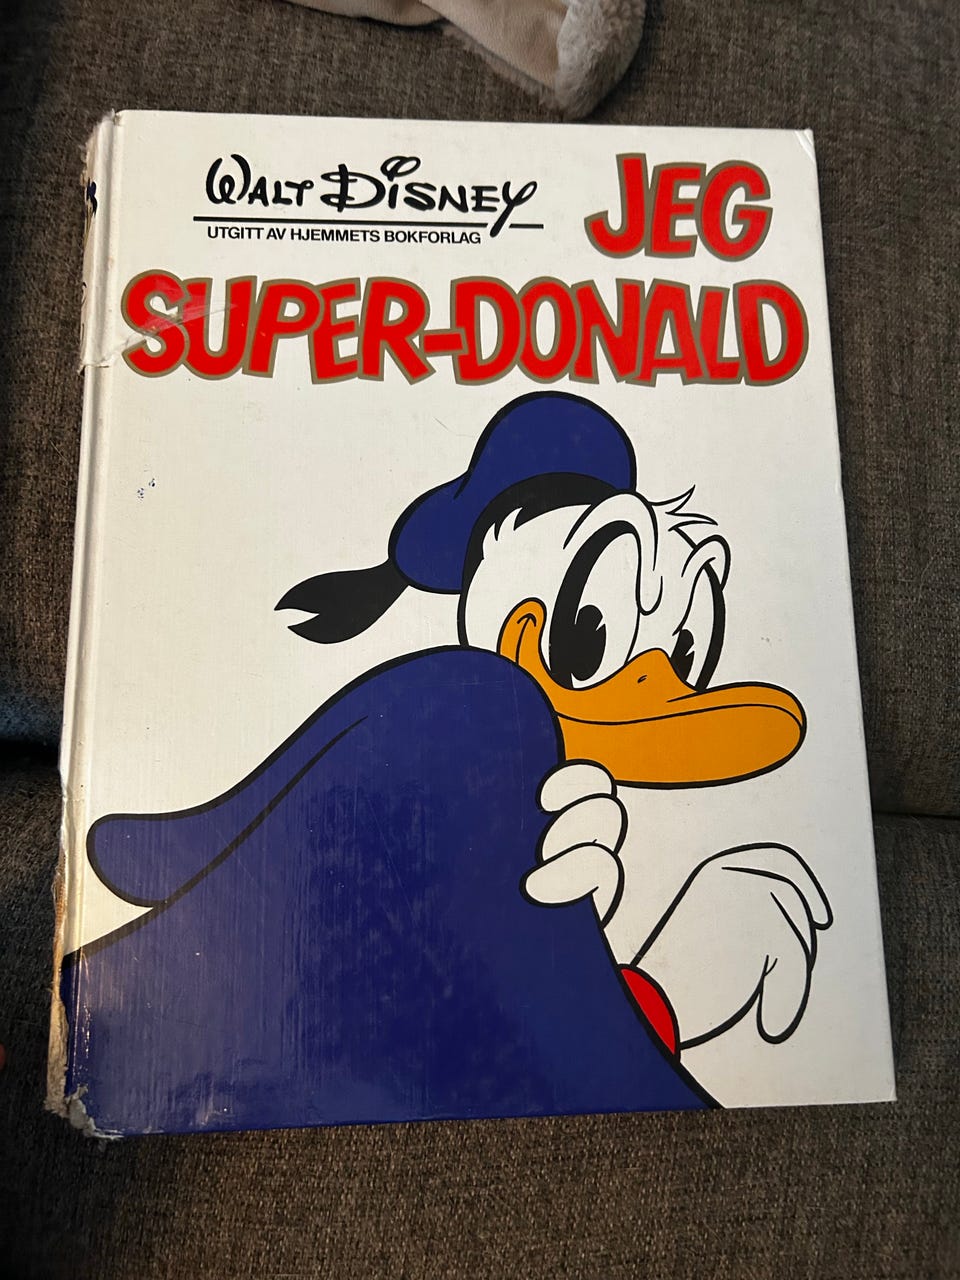 WALT DISNEY
UTGITT AV HJEMMETS BOKFORLAG
JEG
SUPER-DONALD